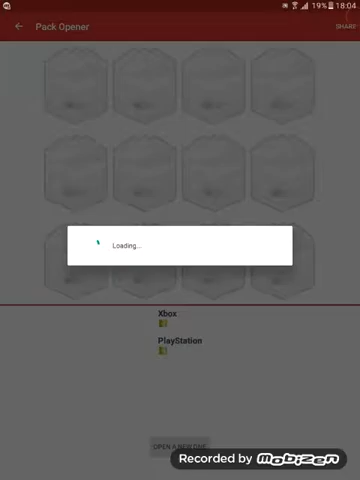 19% 18:04
Pack Opener
SHARE
Loading...
Xbox
PlayStation
OPEN A NEW ONE
Recorded by Mobizen